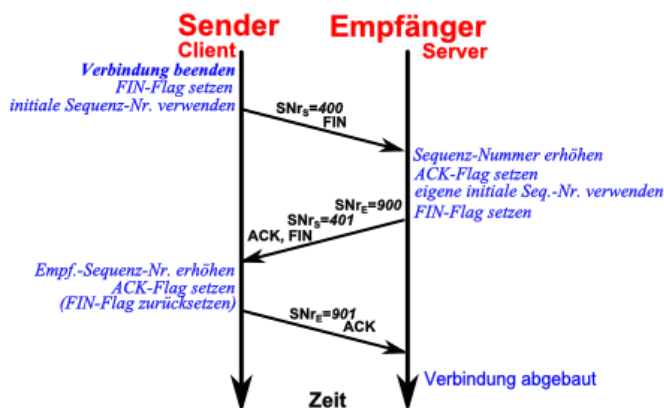 Sender Empfänger
Client Server
Verbindung beenden
FIN-Flag setzen
initiale Sequenz-Nr. verwenden
SNrS=400
FIN
Sequenz-Nummer erhöhen
ACK-Flag setzen
eigene initiale Seq.-Nr. verwenden
FIN-Flag setzen
SNrE=900
SNrS=401
ACK, FIN
Empf.-Sequenz-Nr. erhöhen
ACK-Flag setzen
(FIN-Flag zurücksetzen)
SNrE=901
ACK
Verbindung abgebaut
Zeit